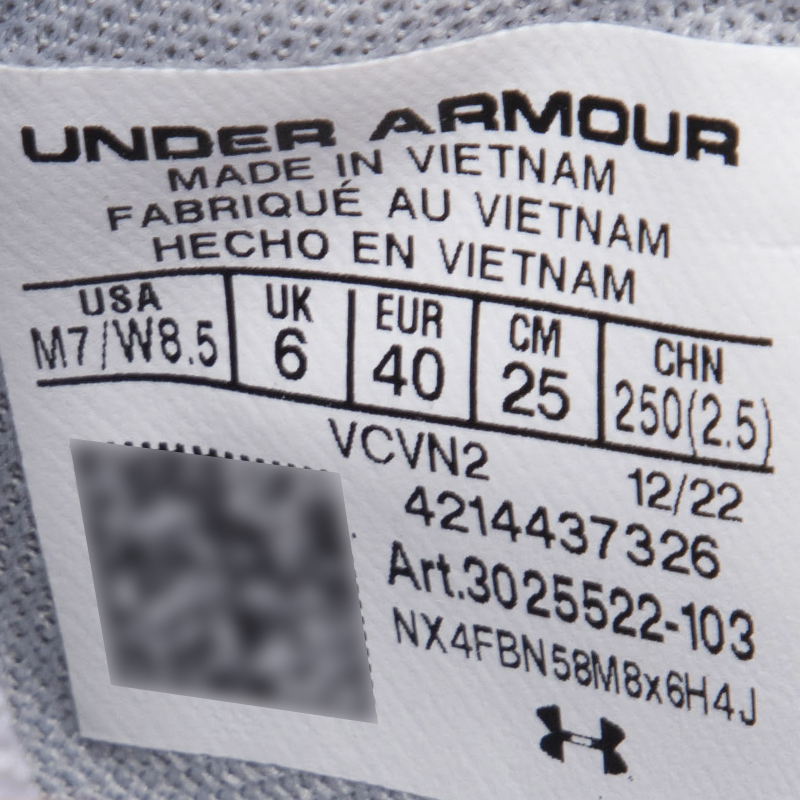 UNDER ARMOUR
MADE IN VIETNAM
FABRIQUÉ AU VIETNAM
HECHO EN VIETNAM
USA UK EUR CM CHN
M7/W8.5 6 40 25 250(2.5)
VCVN2 12/22
4214437326
Art.3025522-103
NX4FBN58M8x6H4J